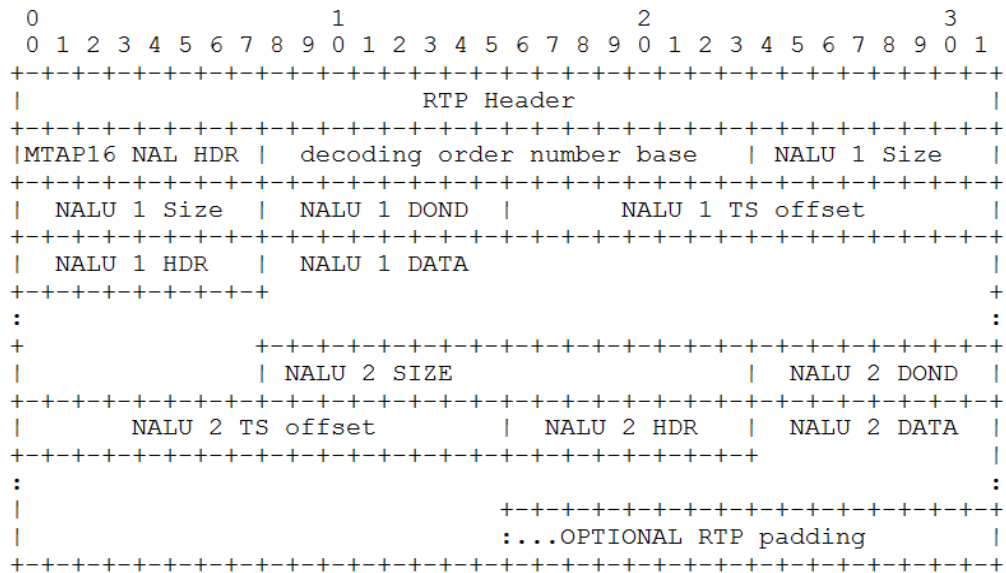 0                   1                   2                   3
 0 1 2 3 4 5 6 7 8 9 0 1 2 3 4 5 6 7 8 9 0 1 2 3 4 5 6 7 8 9 0 1
+-+-+-+-+-+-+-+-+-+-+-+-+-+-+-+-+-+-+-+-+-+-+-+-+-+-+-+-+-+-+-+-+
|                          RTP Header                           |
+-+-+-+-+-+-+-+-+-+-+-+-+-+-+-+-+-+-+-+-+-+-+-+-+-+-+-+-+-+-+-+-+
|MTAP16 NAL HDR |  decoding order number base   | NALU 1 Size   |
+-+-+-+-+-+-+-+-+-+-+-+-+-+-+-+-+-+-+-+-+-+-+-+-+-+-+-+-+-+-+-+-+
|  NALU 1 Size  |  NALU 1 DOND  |       NALU 1 TS offset        |
+-+-+-+-+-+-+-+-+-+-+-+-+-+-+-+-+-+-+-+-+-+-+-+-+-+-+-+-+-+-+-+-+
|  NALU 1 HDR   |  NALU 1 DATA                                  |
+-+-+-+-+-+-+-+-+                                               +
:                                                               :
+               +-+-+-+-+-+-+-+-+-+-+-+-+-+-+-+-+-+-+-+-+-+-+-+-+
|               | NALU 2 SIZE                   |  NALU 2 DOND  |
+-+-+-+-+-+-+-+-+-+-+-+-+-+-+-+-+-+-+-+-+-+-+-+-+-+-+-+-+-+-+-+-+
|       NALU 2 TS offset        |  NALU 2 HDR   |  NALU 2 DATA  |
+-+-+-+-+-+-+-+-+-+-+-+-+-+-+-+-+-+-+-+-+-+-+-+-+               |
:                                                               :
|                               +-+-+-+-+-+-+-+-+-+-+-+-+-+-+-+-+
|                               :...OPTIONAL RTP padding        |
+-+-+-+-+-+-+-+-+-+-+-+-+-+-+-+-+-+-+-+-+-+-+-+-+-+-+-+-+-+-+-+-+